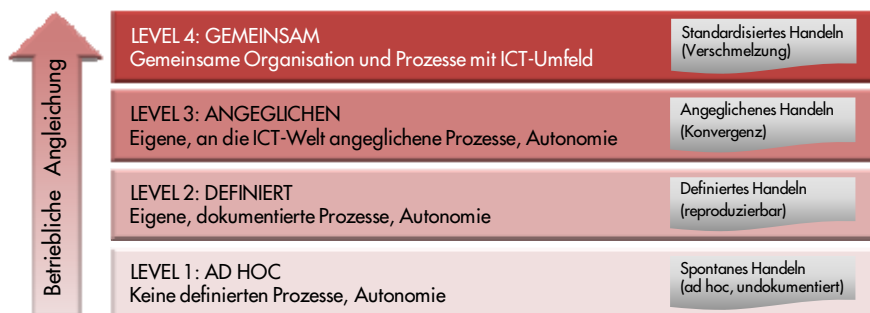 Betriebliche Angleichung
LEVEL 4: GEMEINSAM
Gemeinsame Organisation und Prozesse mit ICT-Umfeld
Standardisiertes Handeln
(Verschmelzung)
LEVEL 3: ANGEGLICHEN
Eigene, an die ICT-Welt angeglichene Prozesse, Autonomie
Angeglichenes Handeln
(Konvergenz)
LEVEL 2: DEFINIERT
Eigene, dokumentierte Prozesse, Autonomie
Definiertes Handeln
(reproduzierbar)
LEVEL 1: AD HOC
Keine definierten Prozesse, Autonomie
Spontanes Handeln
(ad hoc, undokumentiert)